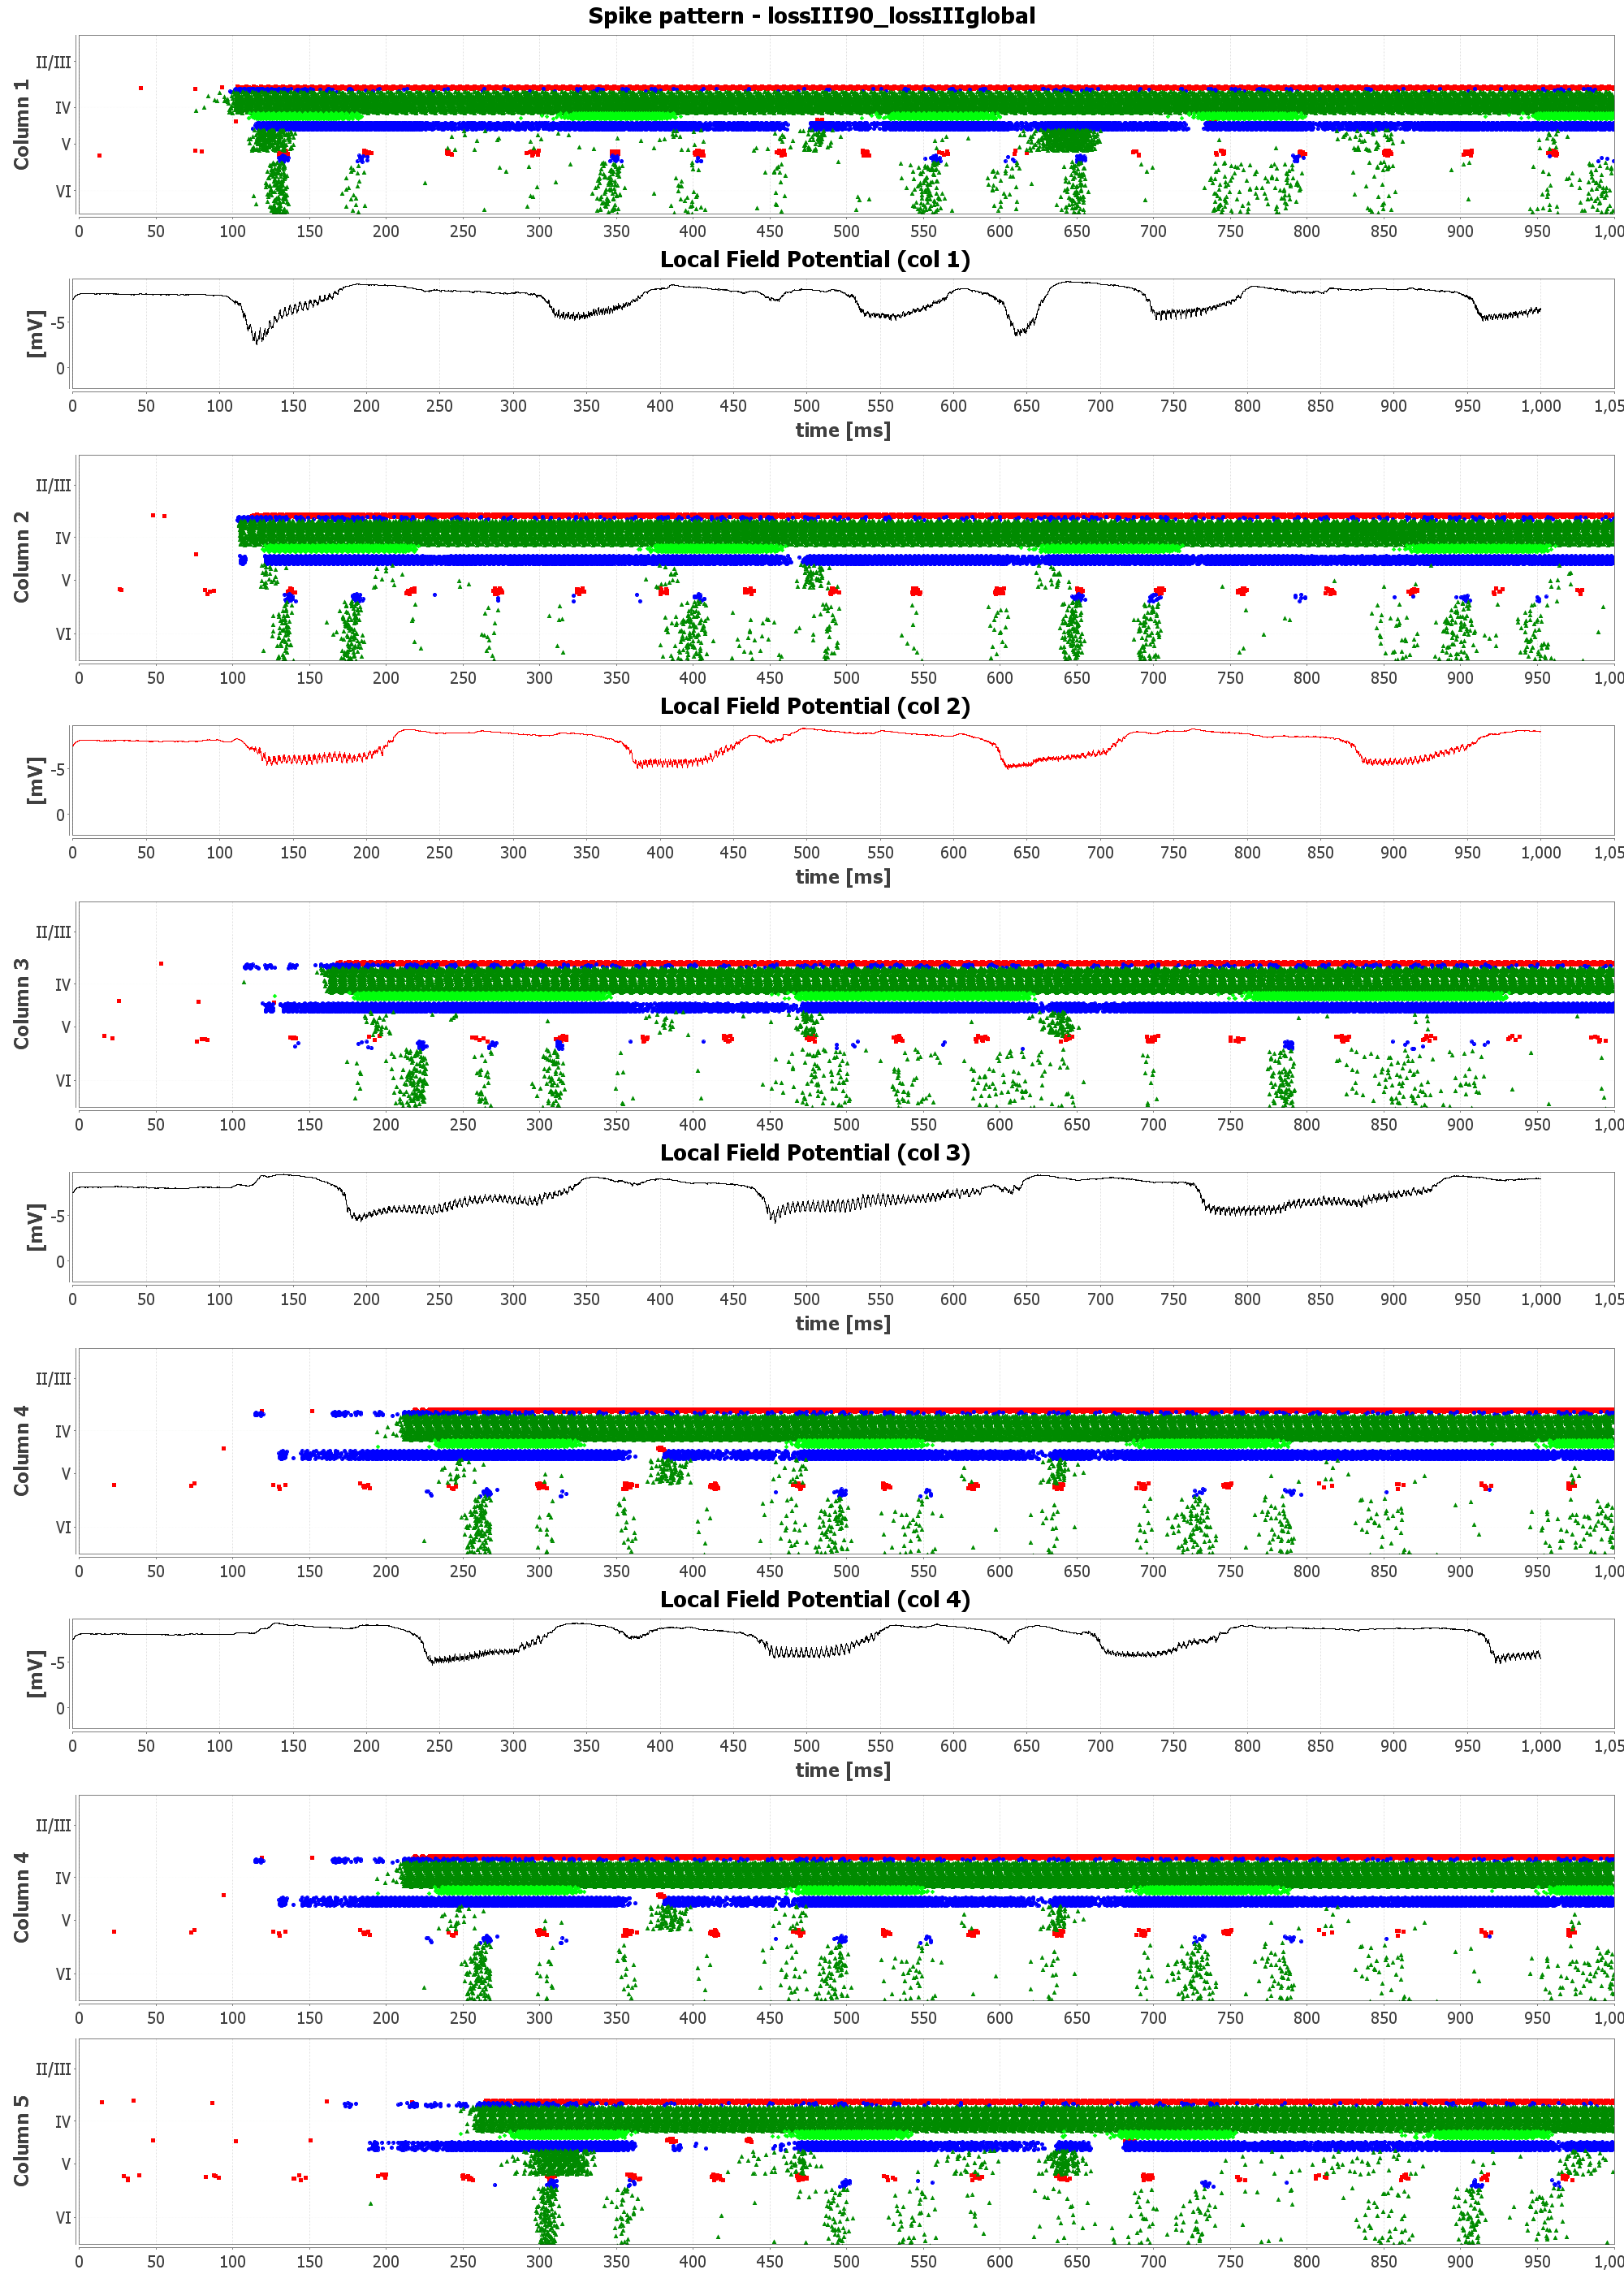 Spike pattern - lossIII90_lossIIIglobal
Column 1
II/III
IV
V
VI
0 50 100 150 200 250 300 350 400 450 500 550 600 650 700 750 800 850 900 950 1,00
Local Field Potential (col 1)
[mV]
-5
0
0 50 100 150 200 250 300 350 400 450 500 550 600 650 700 750 800 850 900 950 1,000 1,05
time [ms]
Column 2
II/III
IV
V
VI
0 50 100 150 200 250 300 350 400 450 500 550 600 650 700 750 800 850 900 950 1,00
Local Field Potential (col 2)
[mV]
-5
0
0 50 100 150 200 250 300 350 400 450 500 550 600 650 700 750 800 850 900 950 1,000 1,05
time [ms]
Column 3
II/III
IV
V
VI
0 50 100 150 200 250 300 350 400 450 500 550 600 650 700 750 800 850 900 950 1,00
Local Field Potential (col 3)
[mV]
-5
0
0 50 100 150 200 250 300 350 400 450 500 550 600 650 700 750 800 850 900 950 1,000 1,05
time [ms]
Column 4
II/III
IV
V
VI
0 50 100 150 200 250 300 350 400 450 500 550 600 650 700 750 800 850 900 950 1,00
Local Field Potential (col 4)
[mV]
-5
0
0 50 100 150 200 250 300 350 400 450 500 550 600 650 700 750 800 850 900 950 1,000 1,05
time [ms]
Column 4
II/III
IV
V
VI
0 50 100 150 200 250 300 350 400 450 500 550 600 650 700 750 800 850 900 950 1,00
Column 5
II/III
IV
V
VI
0 50 100 150 200 250 300 350 400 450 500 550 600 650 700 750 800 850 900 950 1,00